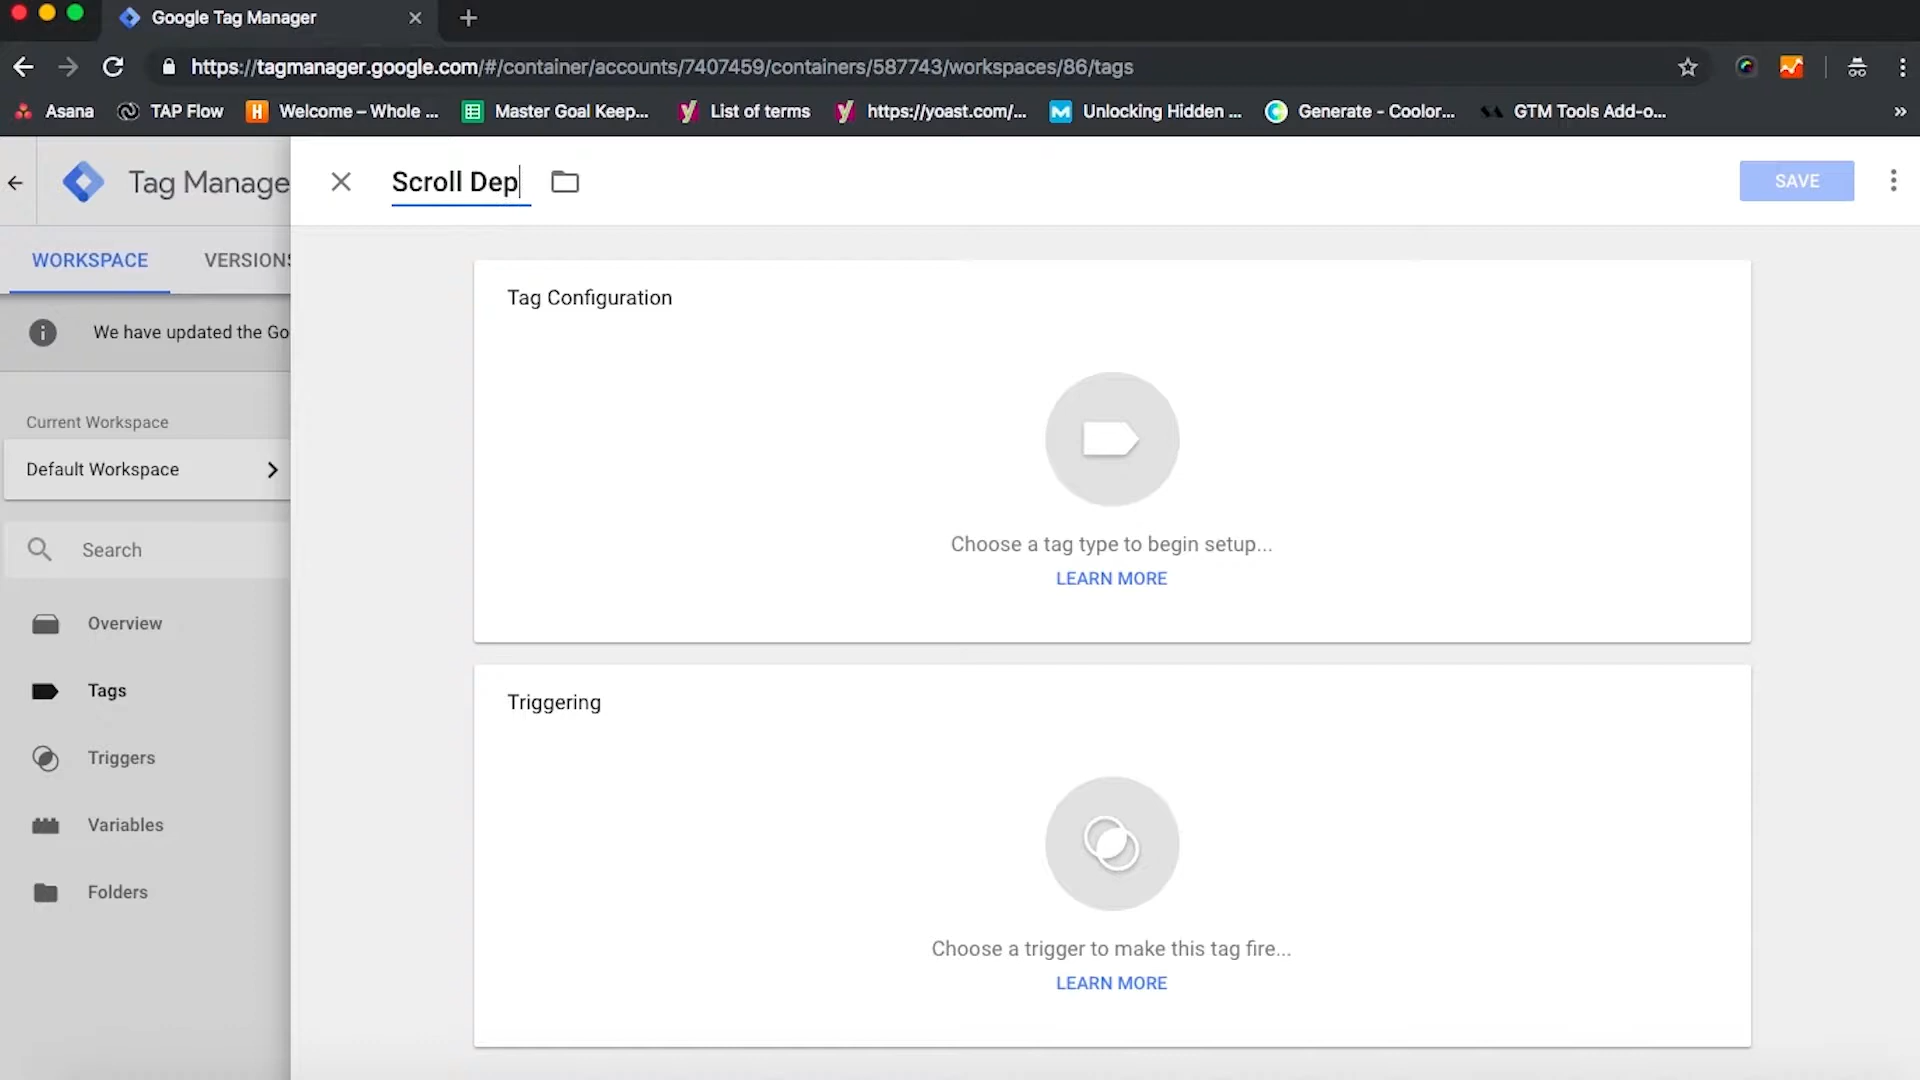 Google Tag Manager
https://tagmanager.google.com/#/container/accounts/7407459/containers/587743/workspaces/86/tags
Asana TAP Flow Welcome – Whole ... Master Goal Keep... List of terms https://yoast.com/... Unlocking Hidden ... Generate - Coolor... GTM Tools Add-o... »
Tag Manage
Scroll Dep
SAVE
WORKSPACE VERSIONS
We have updated the Go
Current Workspace
Default Workspace
Search
Overview
Tags
Triggers
Variables
Folders
Tag Configuration
Choose a tag type to begin setup...
LEARN MORE
Triggering
Choose a trigger to make this tag fire...
LEARN MORE